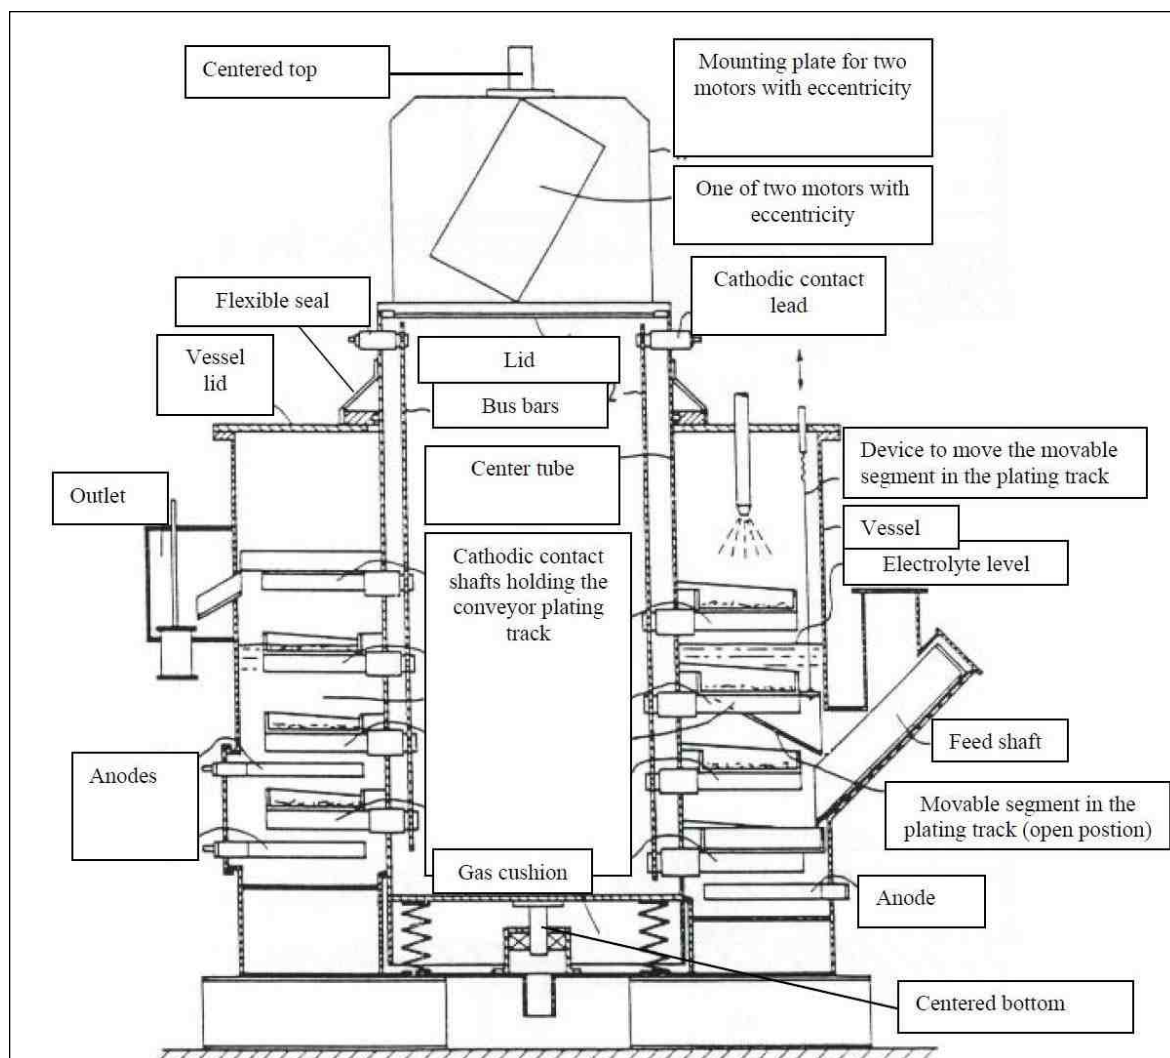 Centered top
Mounting plate for two
motors with eccentricity
One of two motors with
eccentricity
Flexible seal
Cathodic contact
lead
Vessel
lid
Lid
Bus bars
Center tube
Device to move the movable
segment in the plating track
Outlet
Vessel
Electrolyte level
Cathodic contact
shafts holding the
conveyor plating
track
Feed shaft
Anodes
Movable segment in the
plating track (open postion)
Gas cushion
Anode
Centered bottom